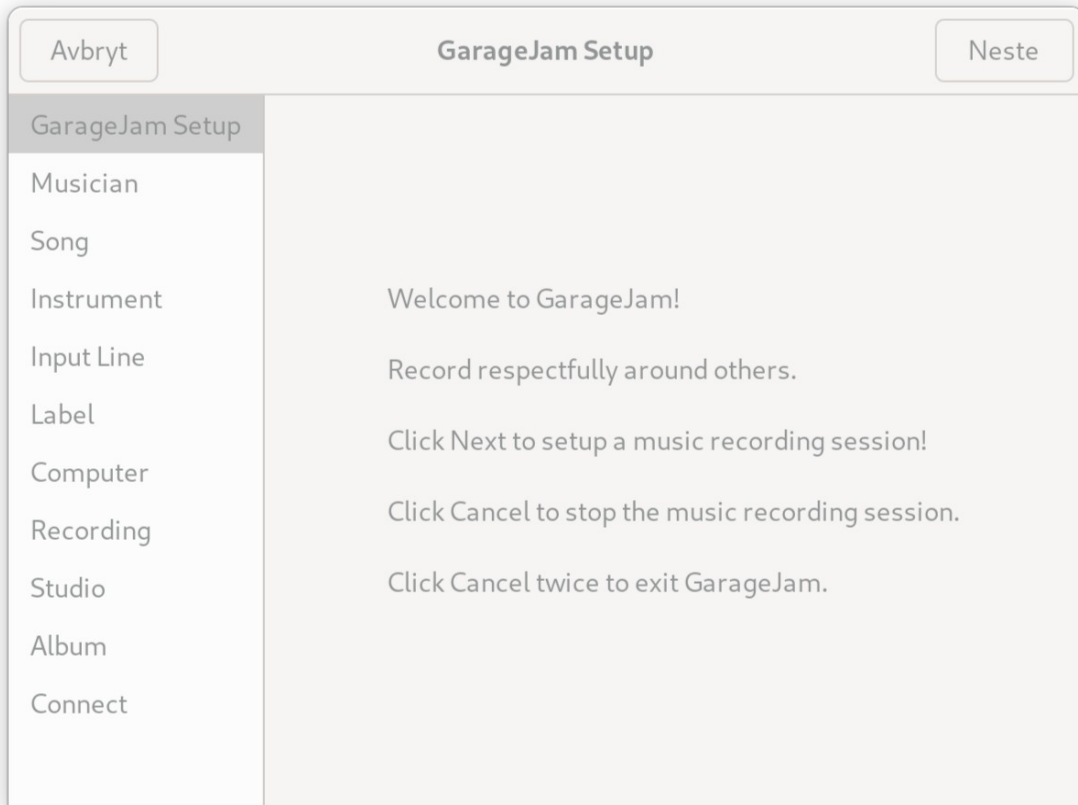 Avbryt
GarageJam Setup
Neste
GarageJam Setup
Musician
Song
Instrument
Input Line
Label
Computer
Recording
Studio
Album
Connect
Welcome to GarageJam!
Record respectfully around others.
Click Next to setup a music recording session!
Click Cancel to stop the music recording session.
Click Cancel twice to exit GarageJam.